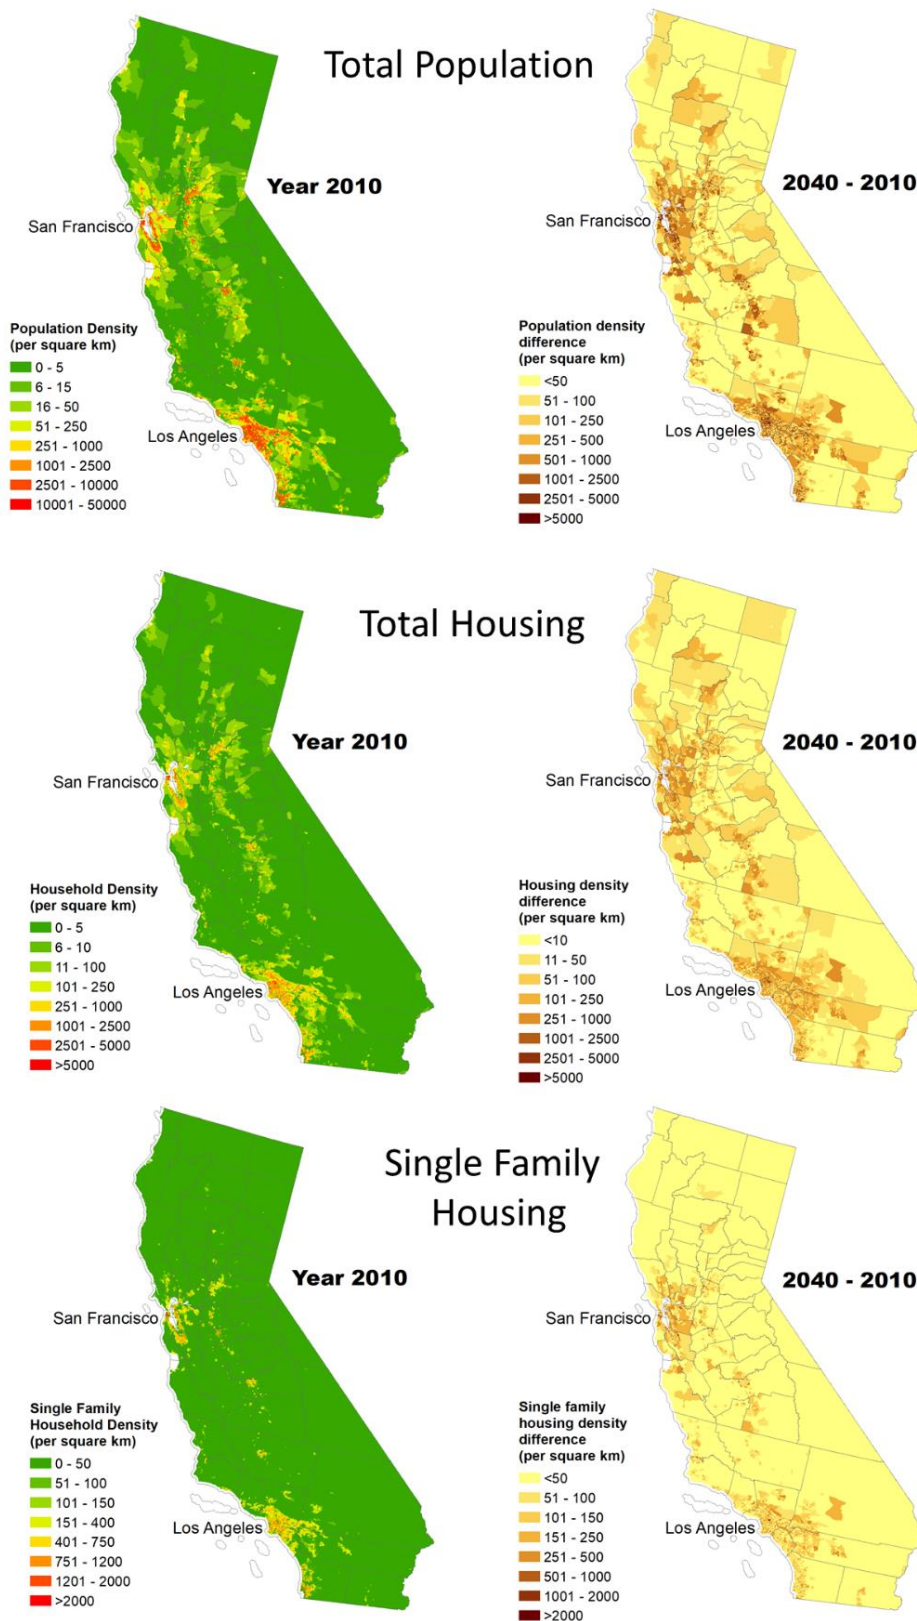 Total Population
Year 2010
2040 - 2010
San Francisco
San Francisco
Population Density
(per square km)
0 - 5
6 - 15
16 - 50
51 - 250
251 - 1000
1001 - 2500
2501 - 10000
10001 - 50000
Los Angeles
Population density
difference
(per square km)
<50
51 - 100
101 - 250
251 - 500
501 - 1000
1001 - 2500
2501 - 5000
>5000
Los Angeles
Total Housing
Year 2010
2040 - 2010
San Francisco
San Francisco
Household Density
(per square km)
0 - 5
6 - 10
11 - 100
101 - 250
251 - 1000
1001 - 2500
2501 - 5000
>5000
Los Angeles
Housing density
difference
(per square km)
<10
11 - 50
51 - 100
101 - 250
251 - 1000
1001 - 2500
2501 - 5000
>5000
Los Angeles
Single Family
Housing
Year 2010
2040 - 2010
San Francisco
San Francisco
Single Family
Household Density
(per square km)
0 - 50
51 - 100
101 - 150
151 - 400
401 - 750
751 - 1200
1201 - 2000
>2000
Los Angeles
Single family
housing density
difference
(per square km)
<50
51 - 100
101 - 150
151 - 250
251 - 500
501 - 1000
1001 - 2000
>2000
Los Angeles